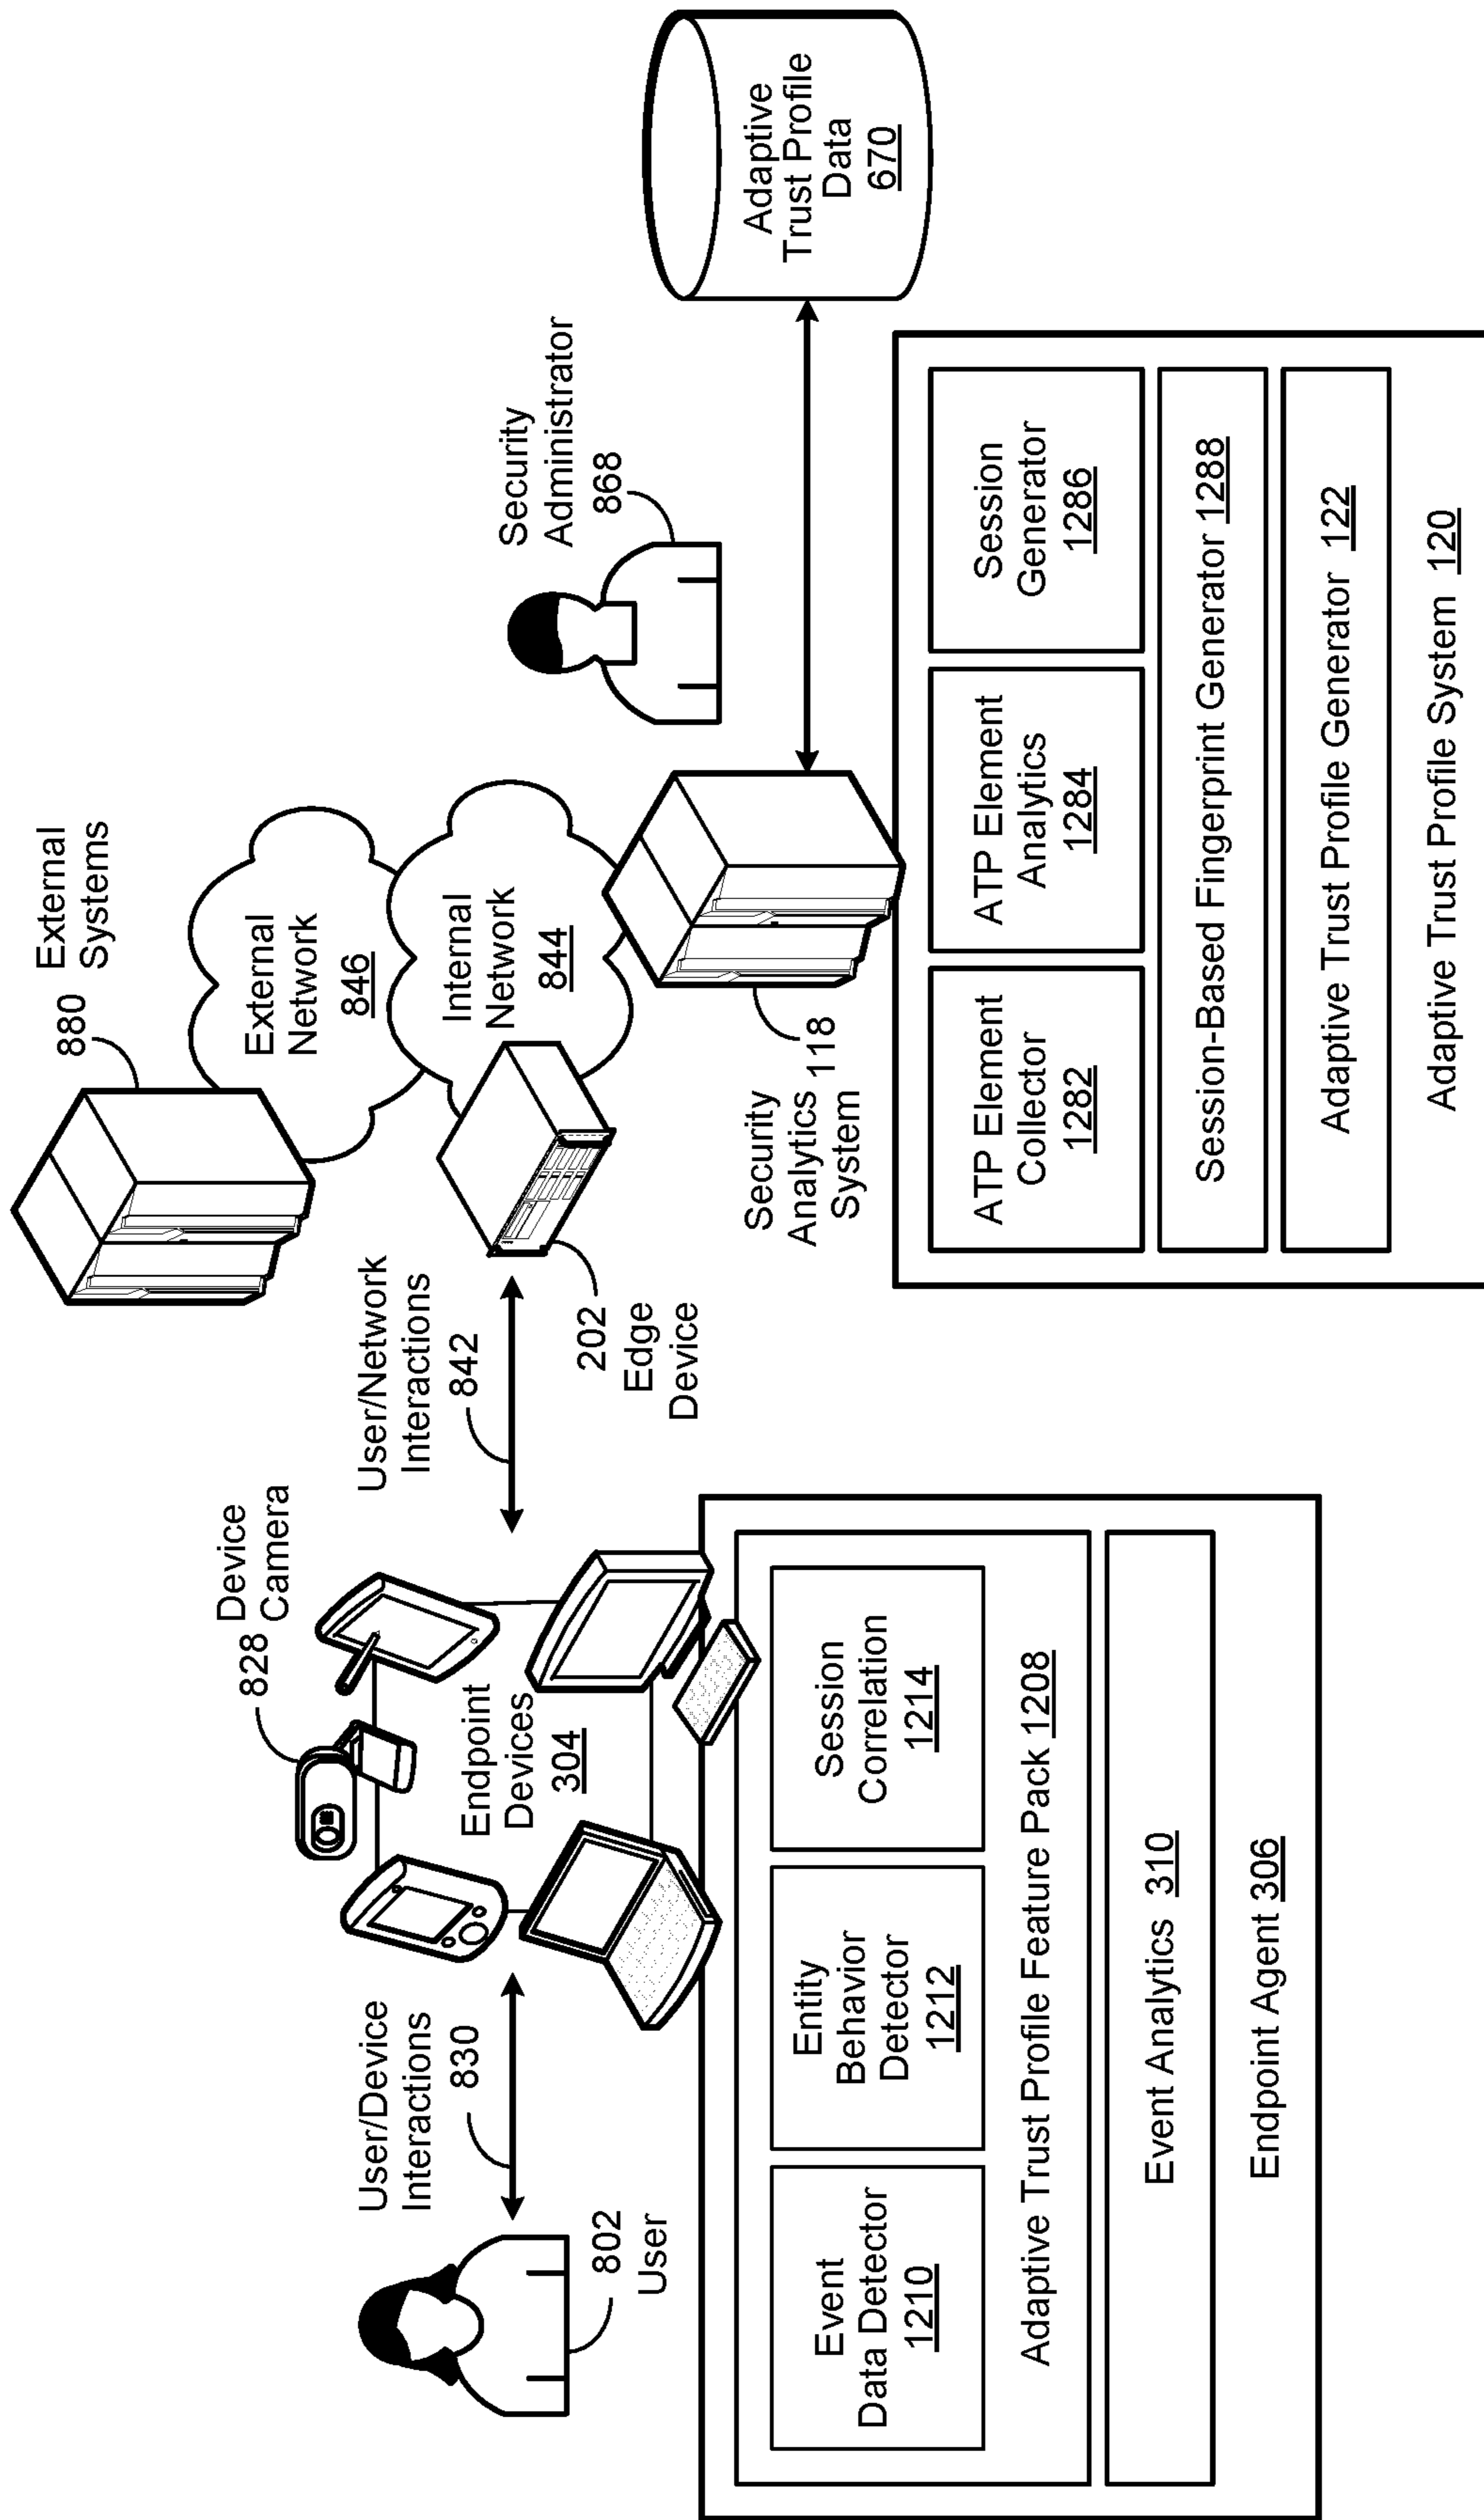 880 External
Systems
External
Network
846
Internal
Network
844
Device
828 Camera
User/Device
Interactions
830
User/Network
Interactions
842
Endpoint
Devices
304
802
User
202
Edge
Device
Security
Analytics 118
System
Security
Administrator
868
Adaptive
Trust Profile
Data
670
Event
Data Detector
1210
Entity
Behavior
Detector
1212
Session
Correlation
1214
Adaptive Trust Profile Feature Pack 1208
Event Analytics 310
Endpoint Agent 306
ATP Element
Collector
1282
ATP Element
Analytics
1284
Session
Generator
1286
Session-Based Fingerprint Generator 1288
Adaptive Trust Profile Generator 122
Adaptive Trust Profile System 120